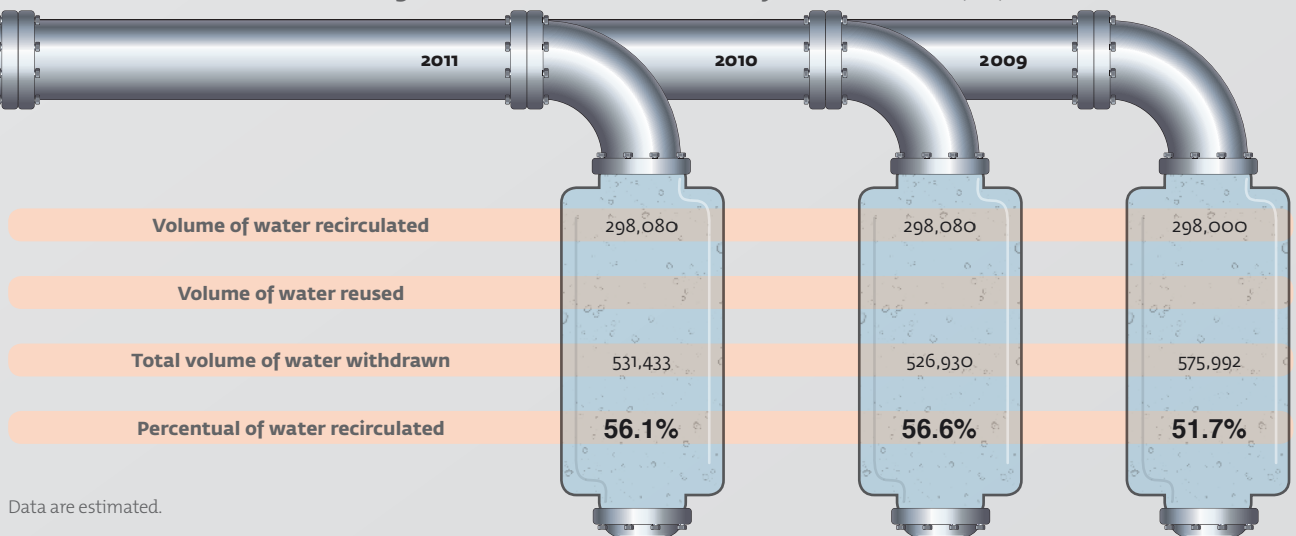 2011 2010 2009
Volume of water recirculated 298,080 298,080 298,000
Volume of water reused
Total volume of water withdrawn 531,433 526,930 575,992
Percentual of water recirculated 56.1% 56.6% 51.7%
Data are estimated.